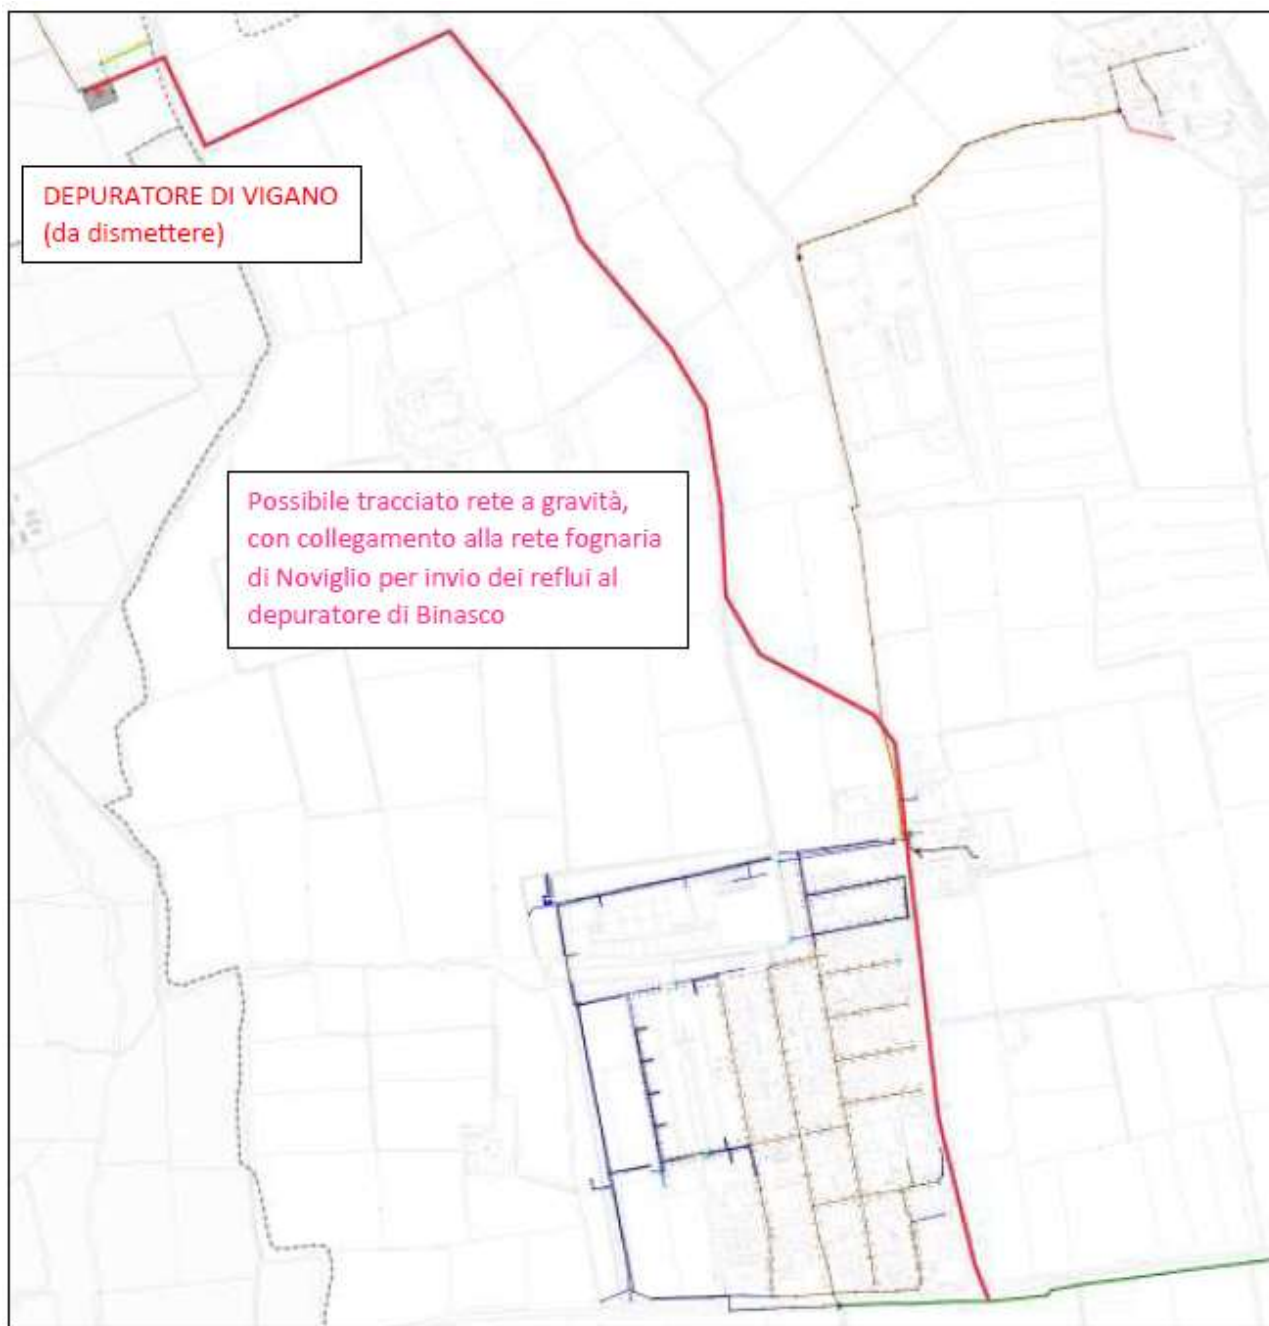 DEPURATORE DI VIGANO
(da dismettere)
Possibile tracciato rete a gravità,
con collegamento alla rete fognaria
di Noviglio per invio dei reflui al
depuratore di Binasco